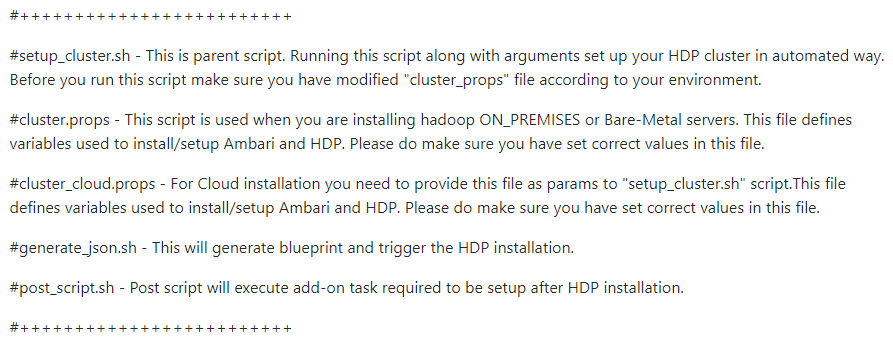 #+++++++++++++++++++++++++
#setup_cluster.sh - This is parent script. Running this script along with arguments set up your HDP cluster in automated way.
Before you run this script make sure you have modified "cluster_props" file according to your environment.
#cluster.props - This script is used when you are installing hadoop ON_PREMISES or Bare-Metal servers. This file defines
variables used to install/setup Ambari and HDP. Please do make sure you have set correct values in this file.
#cluster_cloud.props - For Cloud installation you need to provide this file as params to "setup_cluster.sh" script.This file
defines variables used to install/setup Ambari and HDP. Please do make sure you have set correct values in this file.
#generate_json.sh - This will generate blueprint and trigger the HDP installation.
#post_script.sh - Post script will execute add-on task required to be setup after HDP installation.
#+++++++++++++++++++++++++